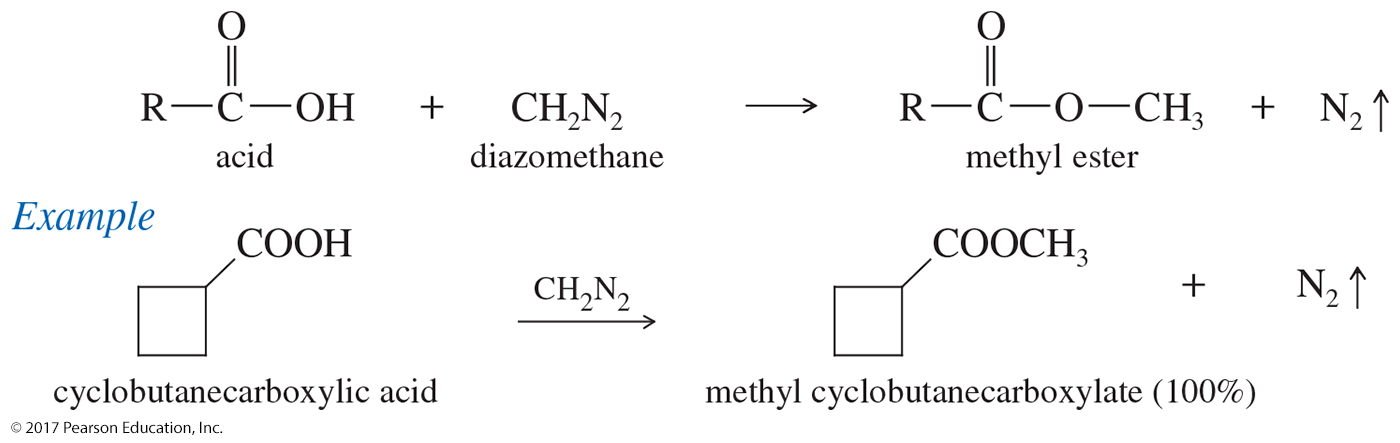 O O
R—C—OH + CH₂N₂ → R—C—O—CH₃ + N₂↑
acid diazomethane methyl ester
Example
COOH COOCH₃
CH₂N₂ + N₂↑
cyclobutanecarboxylic acid methyl cyclobutanecarboxylate (100%)
© 2017 Pearson Education, Inc.